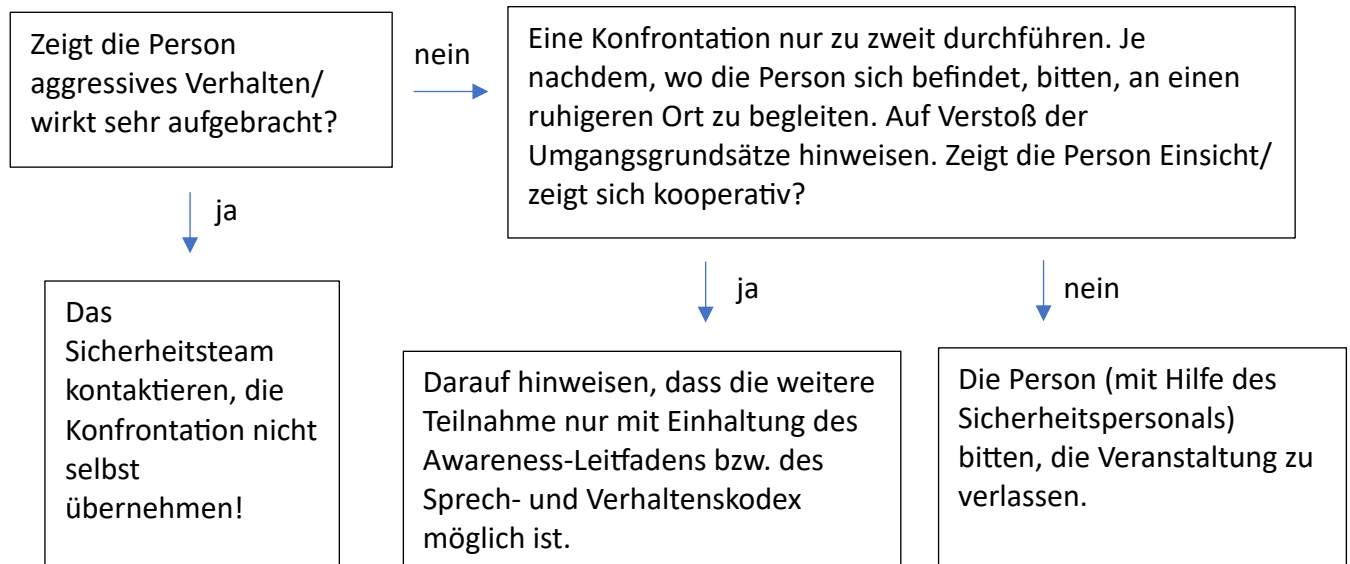 Zeigt die Person
aggressives Verhalten/
wirkt sehr aufgebracht?
nein
Eine Konfrontation nur zu zweit durchführen. Je
nachdem, wo die Person sich befindet, bitten, an einen
ruhigeren Ort zu begleiten. Auf Verstoß der
Umgangsgrundsätze hinweisen. Zeigt die Person Einsicht/
zeigt sich kooperativ?
ja
ja
nein
Das
Sicherheitsteam
kontaktieren, die
Konfrontation nicht
selbst
übernehmen!
Darauf hinweisen, dass die weitere
Teilnahme nur mit Einhaltung des
Awareness-Leitfadens bzw. des
Sprech- und Verhaltenskodex
möglich ist.
Die Person (mit Hilfe des
Sicherheitspersonals)
bitten, die Veranstaltung zu
verlassen.